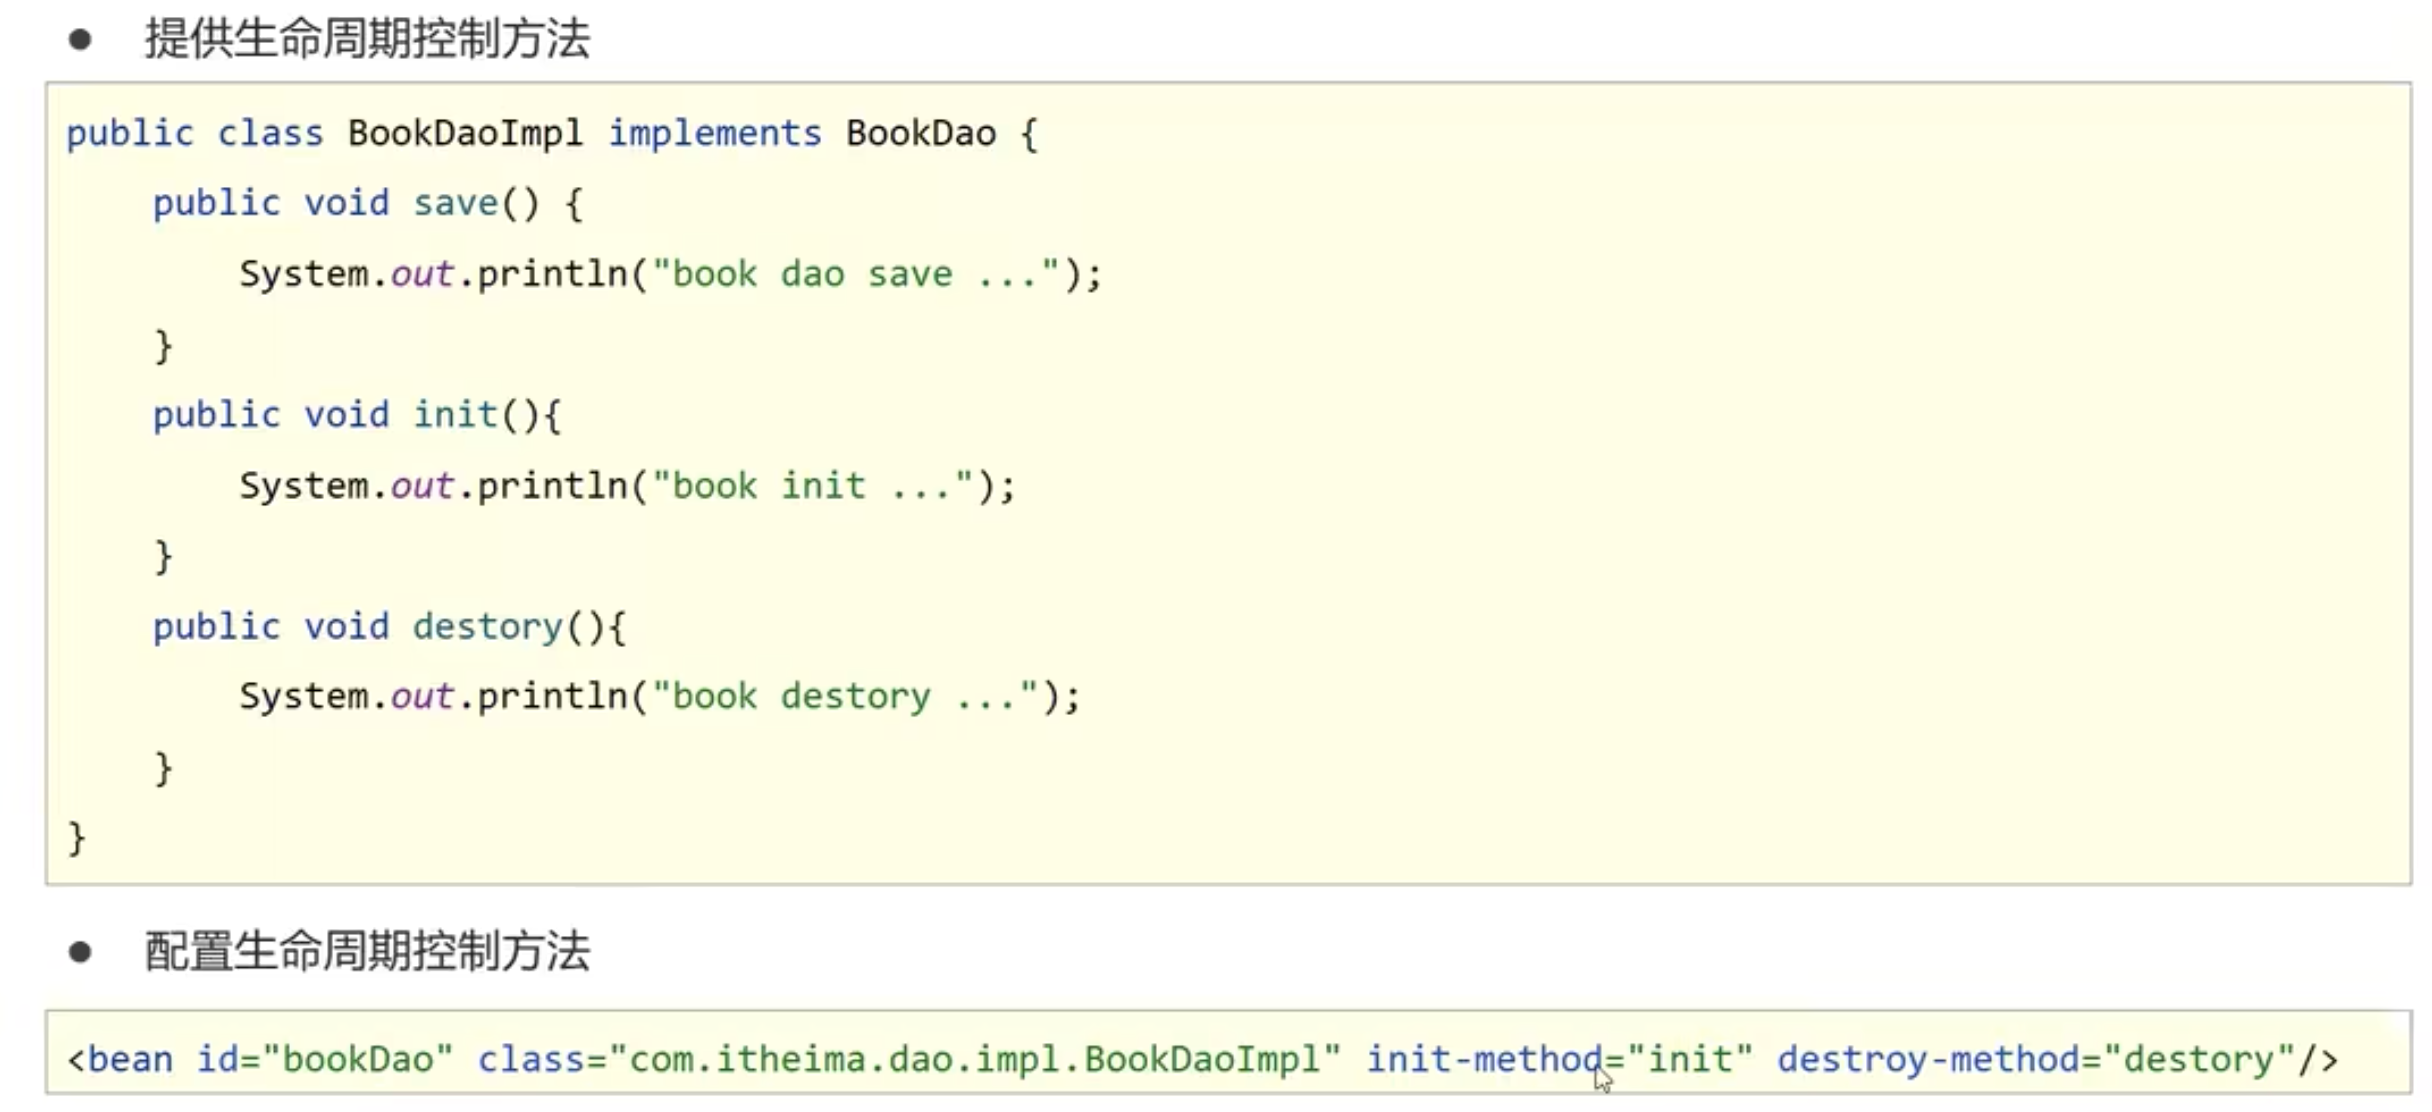 ● 提供生命周期控制方法
public class BookDaoImpl implements BookDao {
    public void save() {
        System.out.println("book dao save ...");
    }
    public void init(){
        System.out.println("book init ...");
    }
    public void destory(){
        System.out.println("book destory ...");
    }
}
● 配置生命周期控制方法
<bean id="bookDao" class="com.itheima.dao.impl.BookDaoImpl" init-method="init" destroy-method="destory"/>